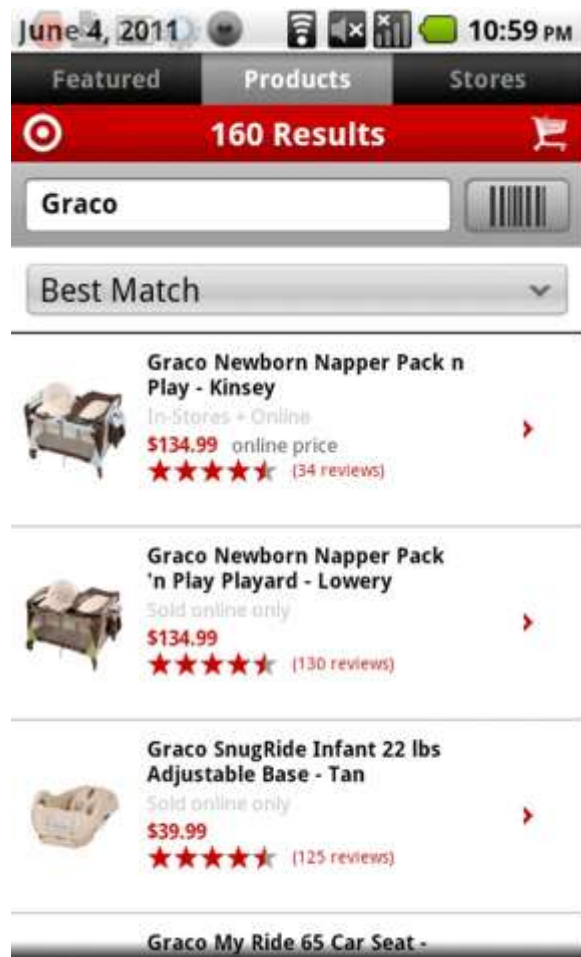 June 4, 2011 10:59 PM
Featured Products Stores
160 Results
Graco
Best Match
Graco Newborn Napper Pack n
Play - Kinsey
In-Stores + Online
$134.99 online price
(34 reviews)
Graco Newborn Napper Pack
'n Play Playard - Lowery
Sold online only
$134.99
(130 reviews)
Graco SnugRide Infant 22 lbs
Adjustable Base - Tan
Sold online only
$39.99
(125 reviews)
Graco My Ride 65 Car Seat -